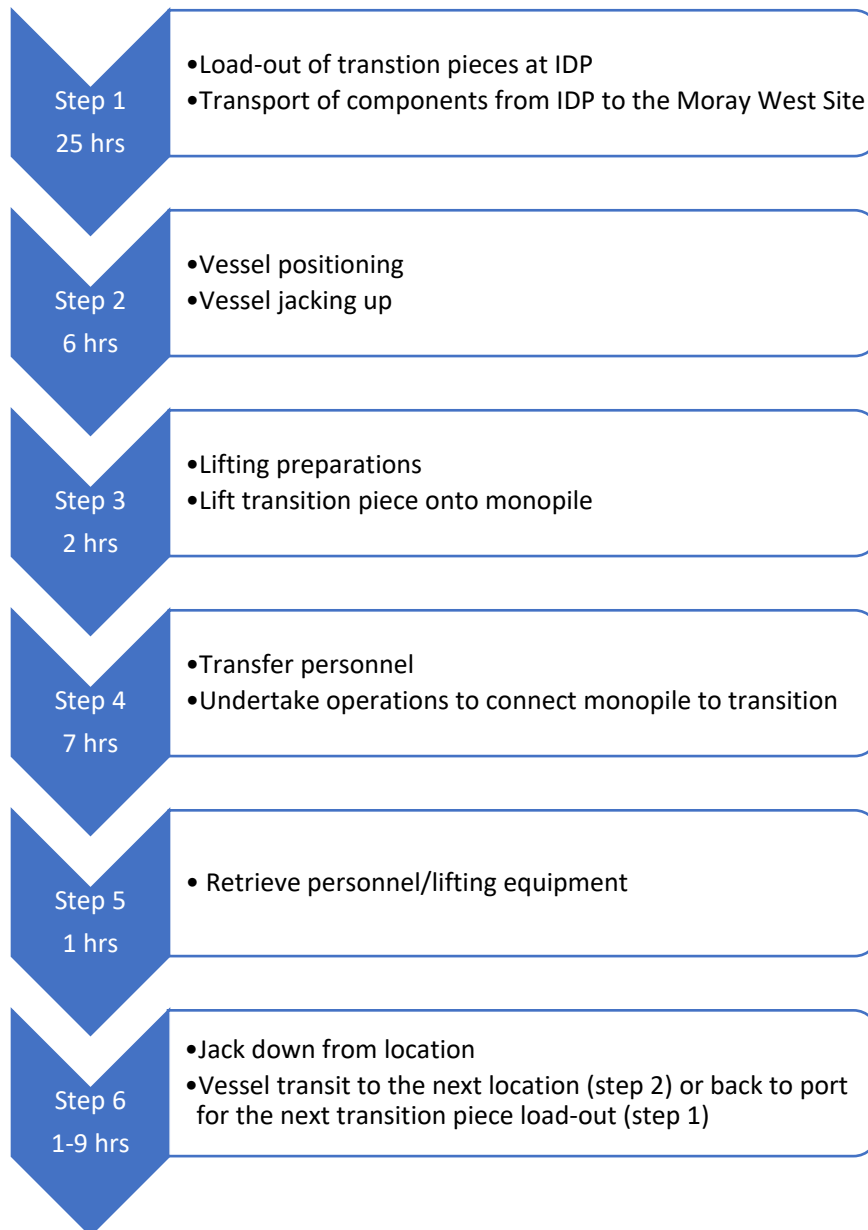 Step 1
25 hrs
•Load-out of transtion pieces at IDP
•Transport of components from IDP to the Moray West Site
Step 2
6 hrs
•Vessel positioning
•Vessel jacking up
Step 3
2 hrs
•Lifting preparations
•Lift transition piece onto monopile
Step 4
7 hrs
•Transfer personnel
•Undertake operations to connect monopile to transition
Step 5
1 hrs
• Retrieve personnel/lifting equipment
Step 6
1-9 hrs
•Jack down from location
•Vessel transit to the next location (step 2) or back to port
for the next transition piece load-out (step 1)